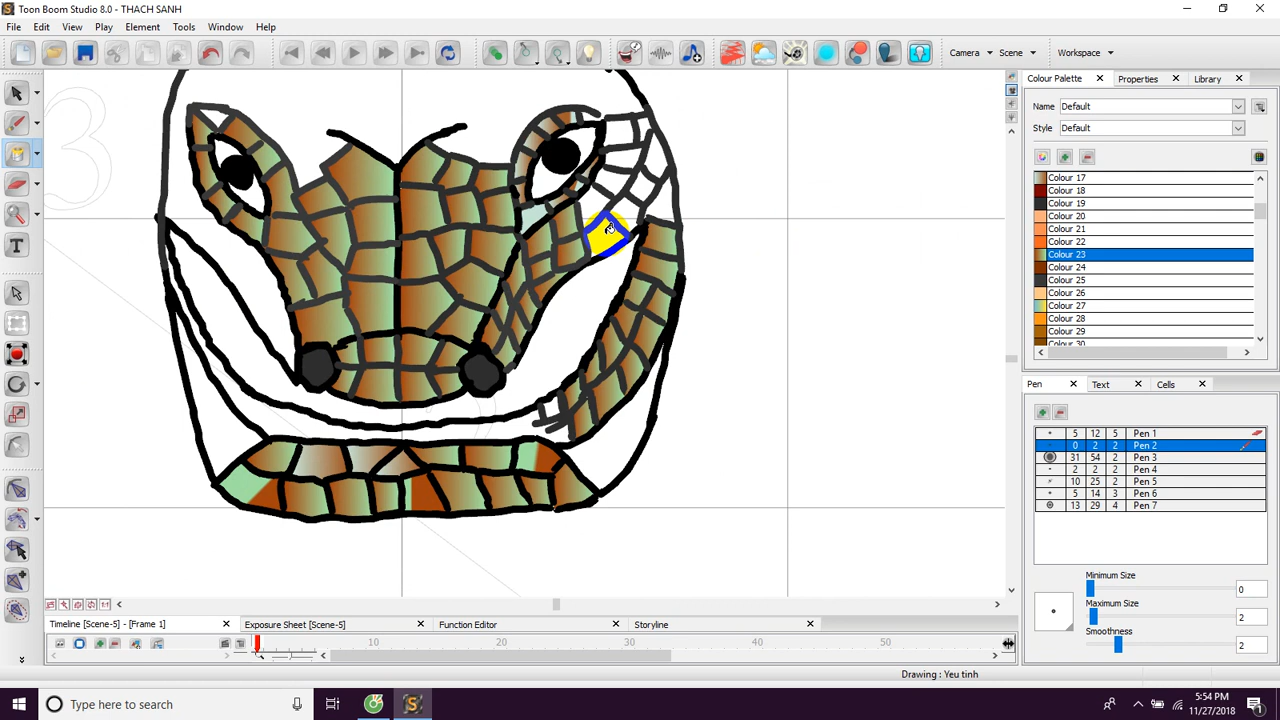 Toon Boom Studio 8.0 - THACH SANH
File Edit View Play Element Tools Window Help
Camera Scene Workspace
Colour Palette Properties Library
Name Default
Style Default
Colour 17
Colour 18
Colour 19
Colour 20
Colour 21
Colour 22
Colour 23
Colour 24
Colour 25
Colour 26
Colour 27
Colour 28
Colour 29
Colour 30
3
T
Pen Text Cells
5 12 5 Pen 1
0 2 2 Pen 2
31 54 2 Pen 3
2 2 2 Pen 4
10 25 2 Pen 5
5 14 3 Pen 6
13 29 4 Pen 7
Minimum Size
0
Maximum Size
2
Smoothness
2
1:1
Timeline [Scene-5] - [Frame 1] Exposure Sheet [Scene-5] Function Editor Storyline
10 20 30 40 50
Drawing : Yeu tinh
Type here to search
5:54 PM
11/27/2018
1